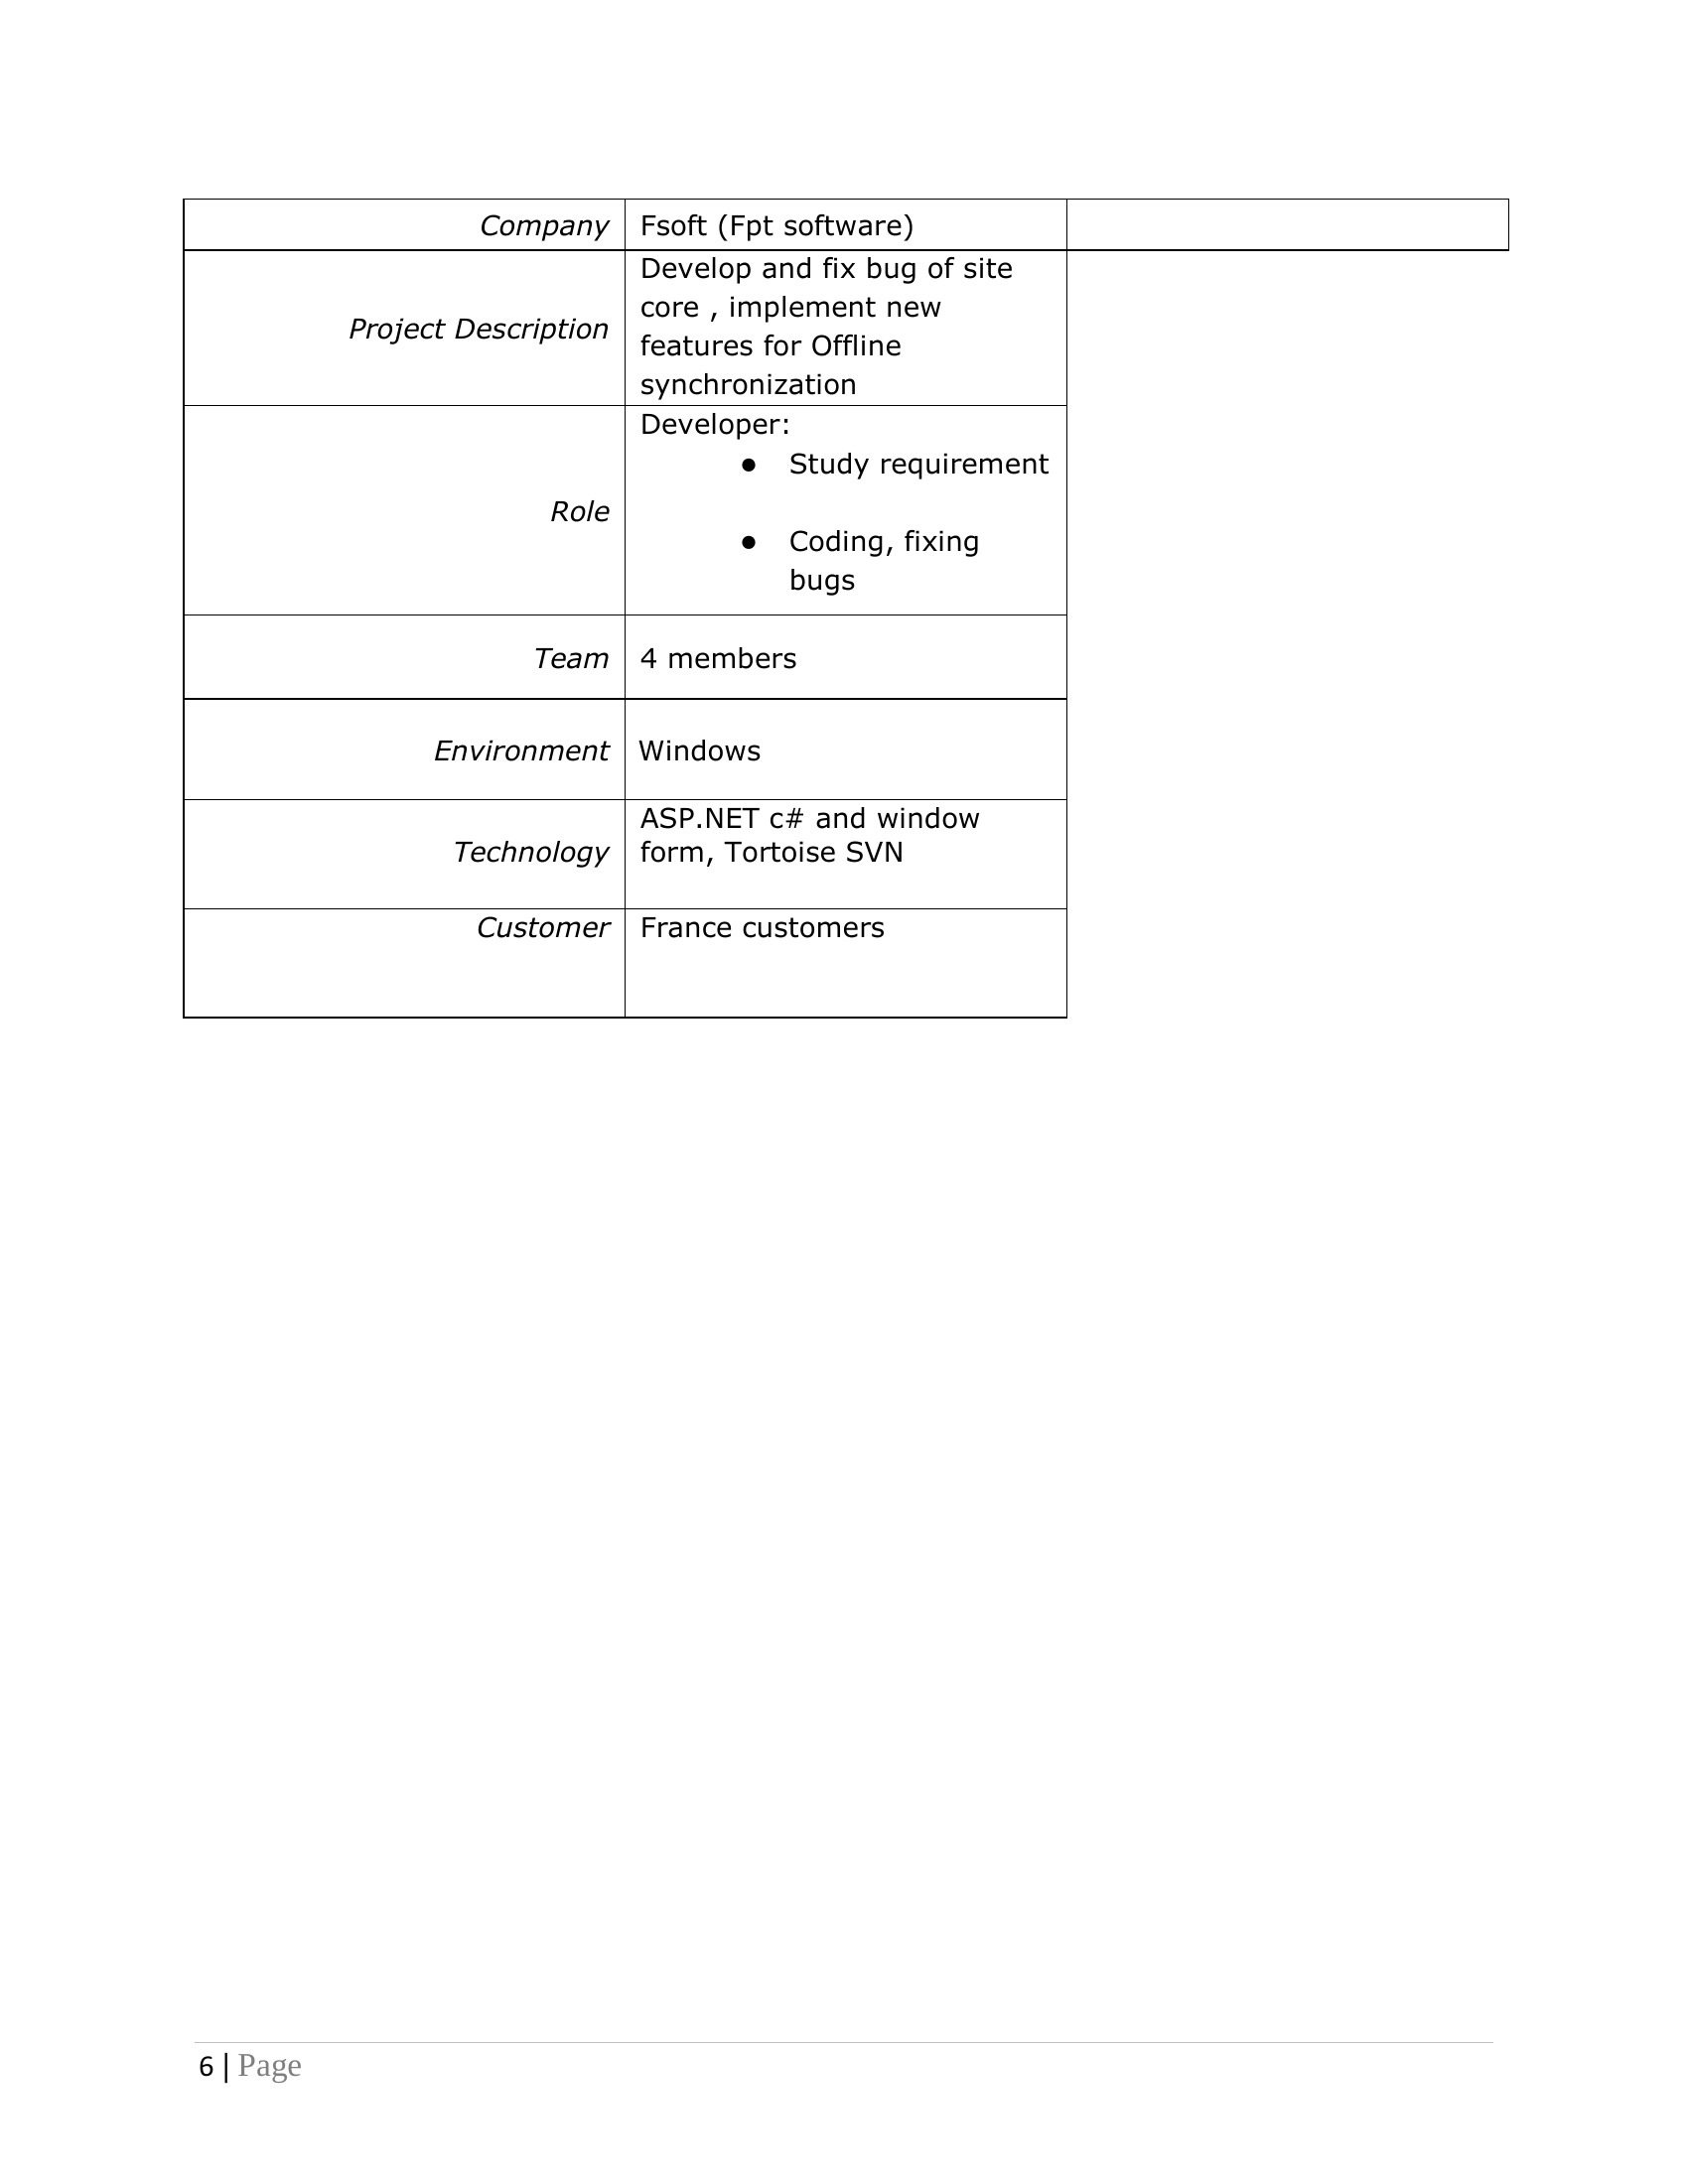 Company Fsoft (Fpt software)
Project Description
Develop and fix bug of site
core , implement new
features for Offline
synchronization
Role
Developer:
● Study requirement
● Coding, fixing
bugs
Team 4 members
Environment Windows
Technology
ASP.NET c# and window
form, Tortoise SVN
Customer France customers
6 | Page